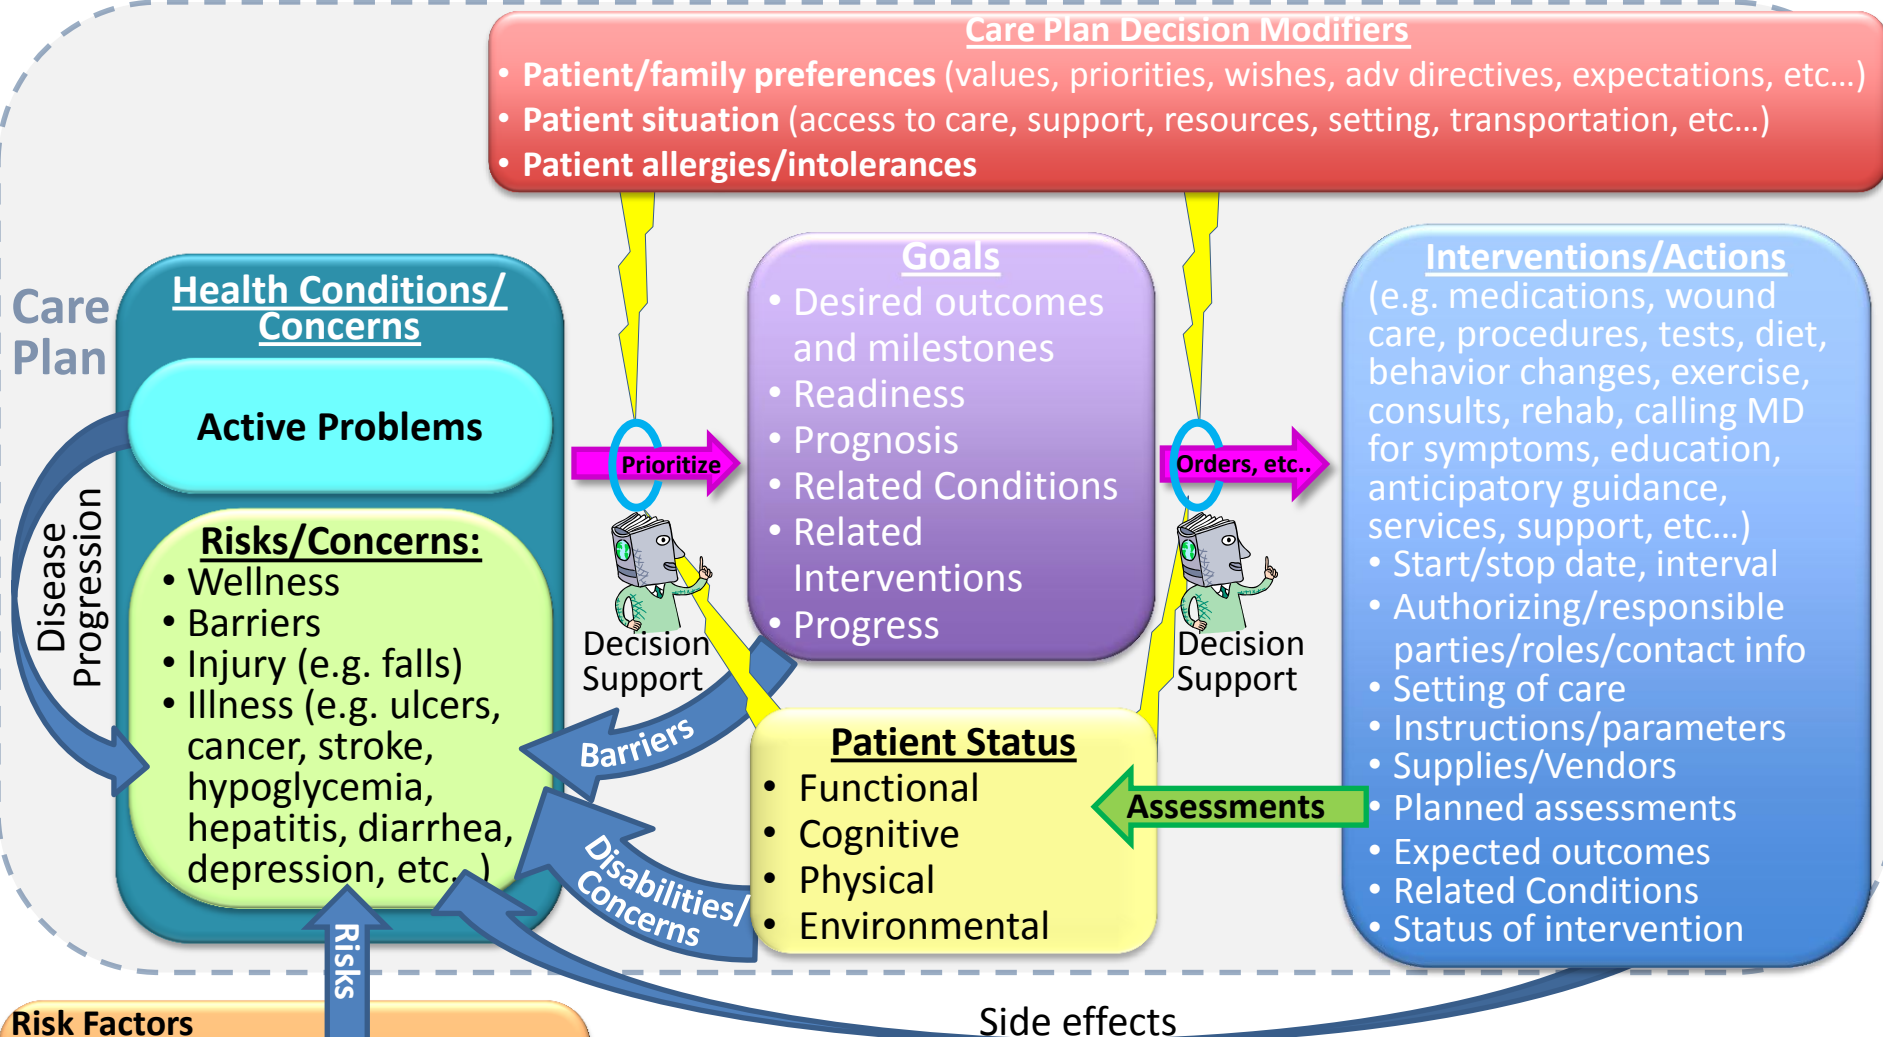 Care Plan Decision Modifiers
• Patient/family preferences (values, priorities, wishes, adv directives, expectations, etc…)
• Patient situation (access to care, support, resources, setting, transportation, etc…)
• Patient allergies/intolerances
Care
Plan
Health Conditions/
Concerns
Active Problems
Disease
Progression
Risks/Concerns:
• Wellness
• Barriers
• Injury (e.g. falls)
• Illness (e.g. ulcers,
cancer, stroke,
hypoglycemia,
hepatitis, diarrhea,
depression, etc…)
Prioritize
Decision
Support
Goals
• Desired outcomes
and milestones
• Readiness
• Prognosis
• Related Conditions
• Related
Interventions
• Progress
Orders, etc..
Decision
Support
Interventions/Actions
(e.g. medications, wound
care, procedures, tests, diet,
behavior changes, exercise,
consults, rehab, calling MD
for symptoms, education,
anticipatory guidance,
services, support, etc…)
• Start/stop date, interval
• Authorizing/responsible
parties/roles/contact info
• Setting of care
• Instructions/parameters
• Supplies/Vendors
• Planned assessments
• Expected outcomes
• Related Conditions
• Status of intervention
Barriers
Patient Status
• Functional
• Cognitive
• Physical
• Environmental
Assessments
Disabilities/
Concerns
Risks
Side effects
Risk Factors